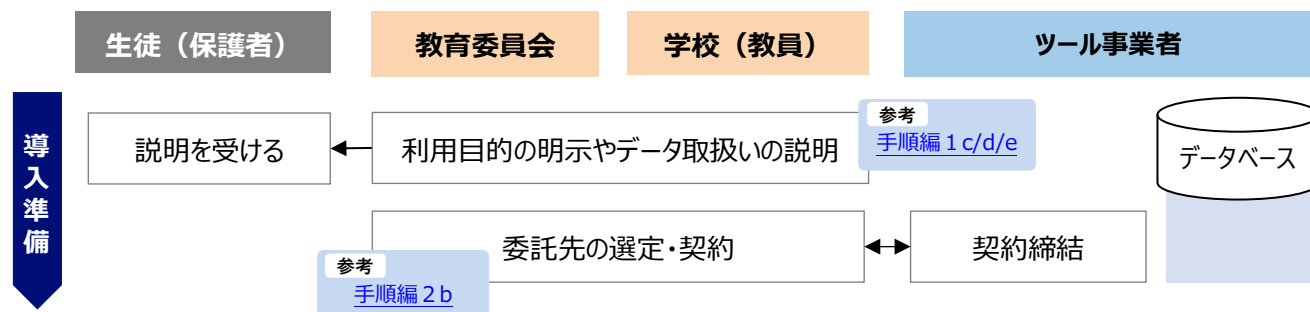 生徒（保護者）
教育委員会
学校（教員）
ツール事業者
導入準備
説明を受ける
利用目的の明示やデータ取扱いの説明
参考
手順編１c/d/e
データベース
委託先の選定・契約
契約締結
参考
手順編２b